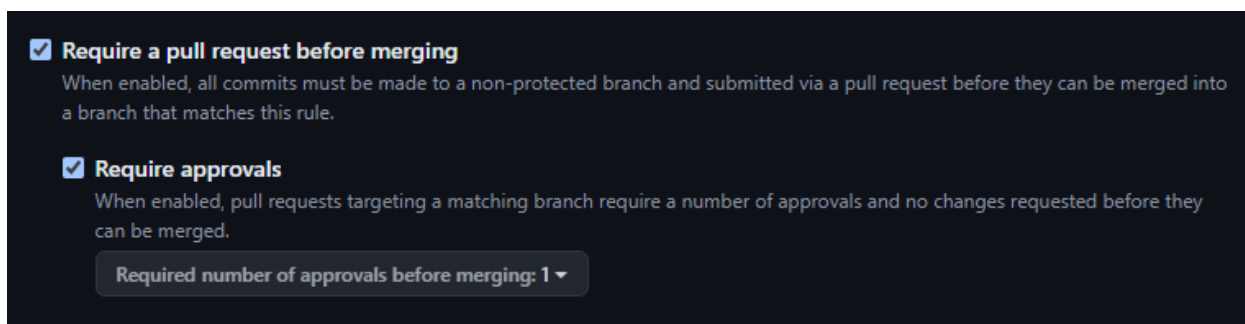 Require a pull request before merging
When enabled, all commits must be made to a non-protected branch and submitted via a pull request before they can be merged into
a branch that matches this rule.
Require approvals
When enabled, pull requests targeting a matching branch require a number of approvals and no changes requested before they
can be merged.
Required number of approvals before merging: 1